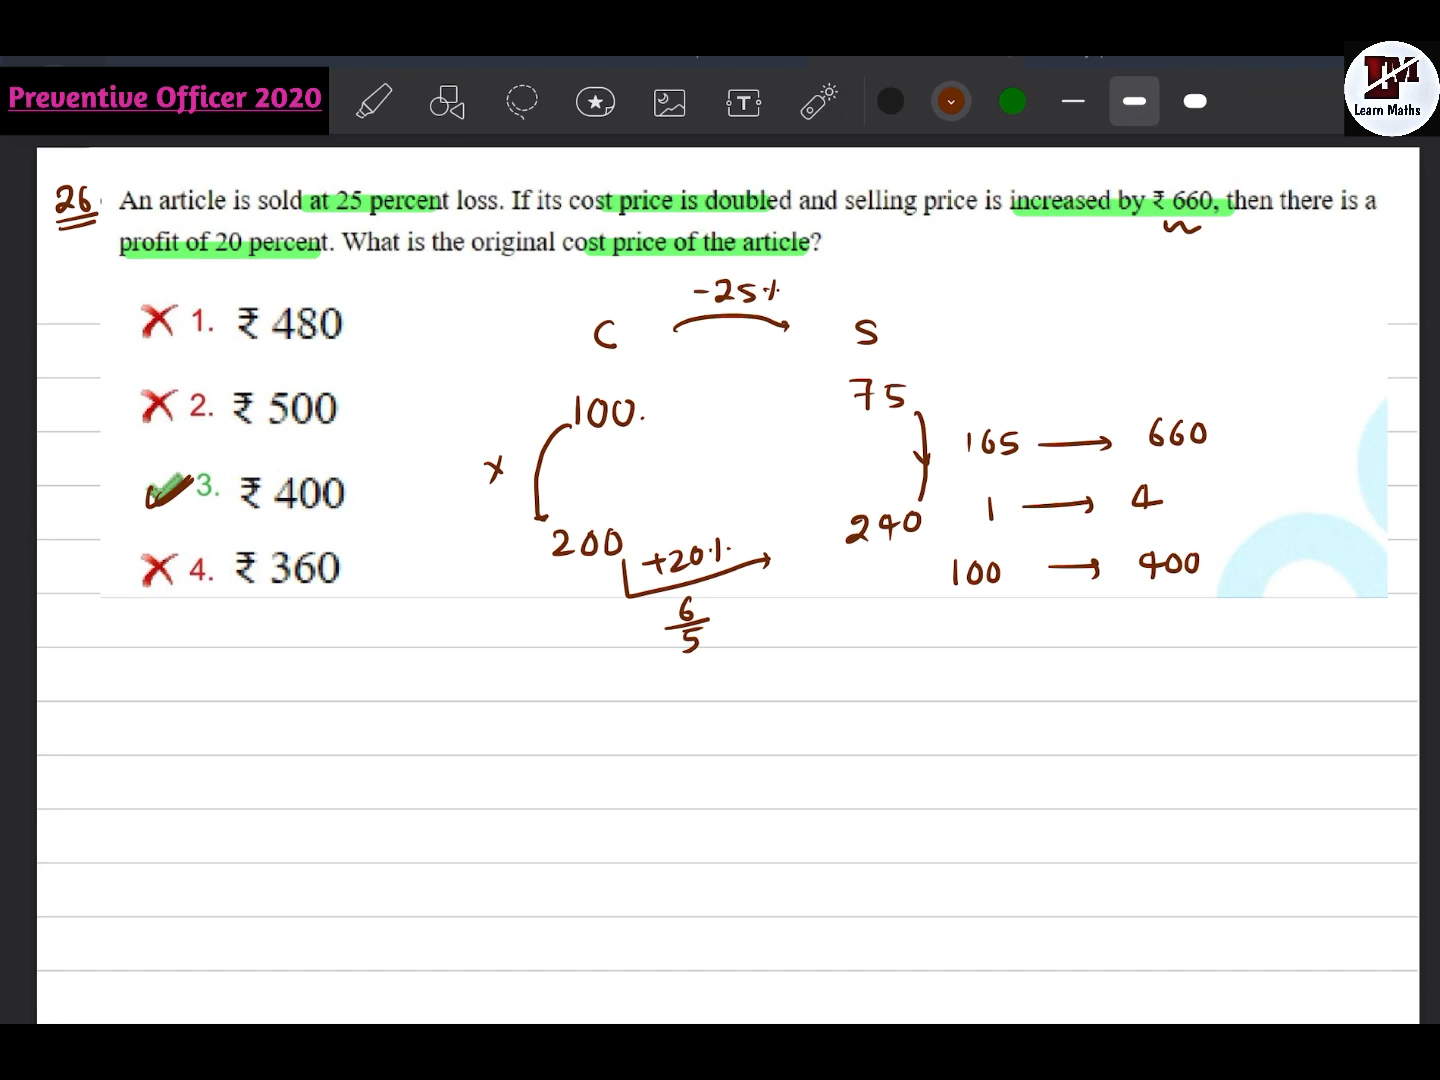 Preventive Officer 2020
T
LTM
Learn Maths
26. An article is sold at 25 percent loss. If its cost price is doubled and selling price is increased by ₹ 660, then there is a
profit of 20 percent. What is the original cost price of the article?
1. ₹ 480
2. ₹ 500
3. ₹ 400
4. ₹ 360
-25%
C S
100. 75
165 → 660
x
1 → 4
200 240
+20%
6/5
100 → 400